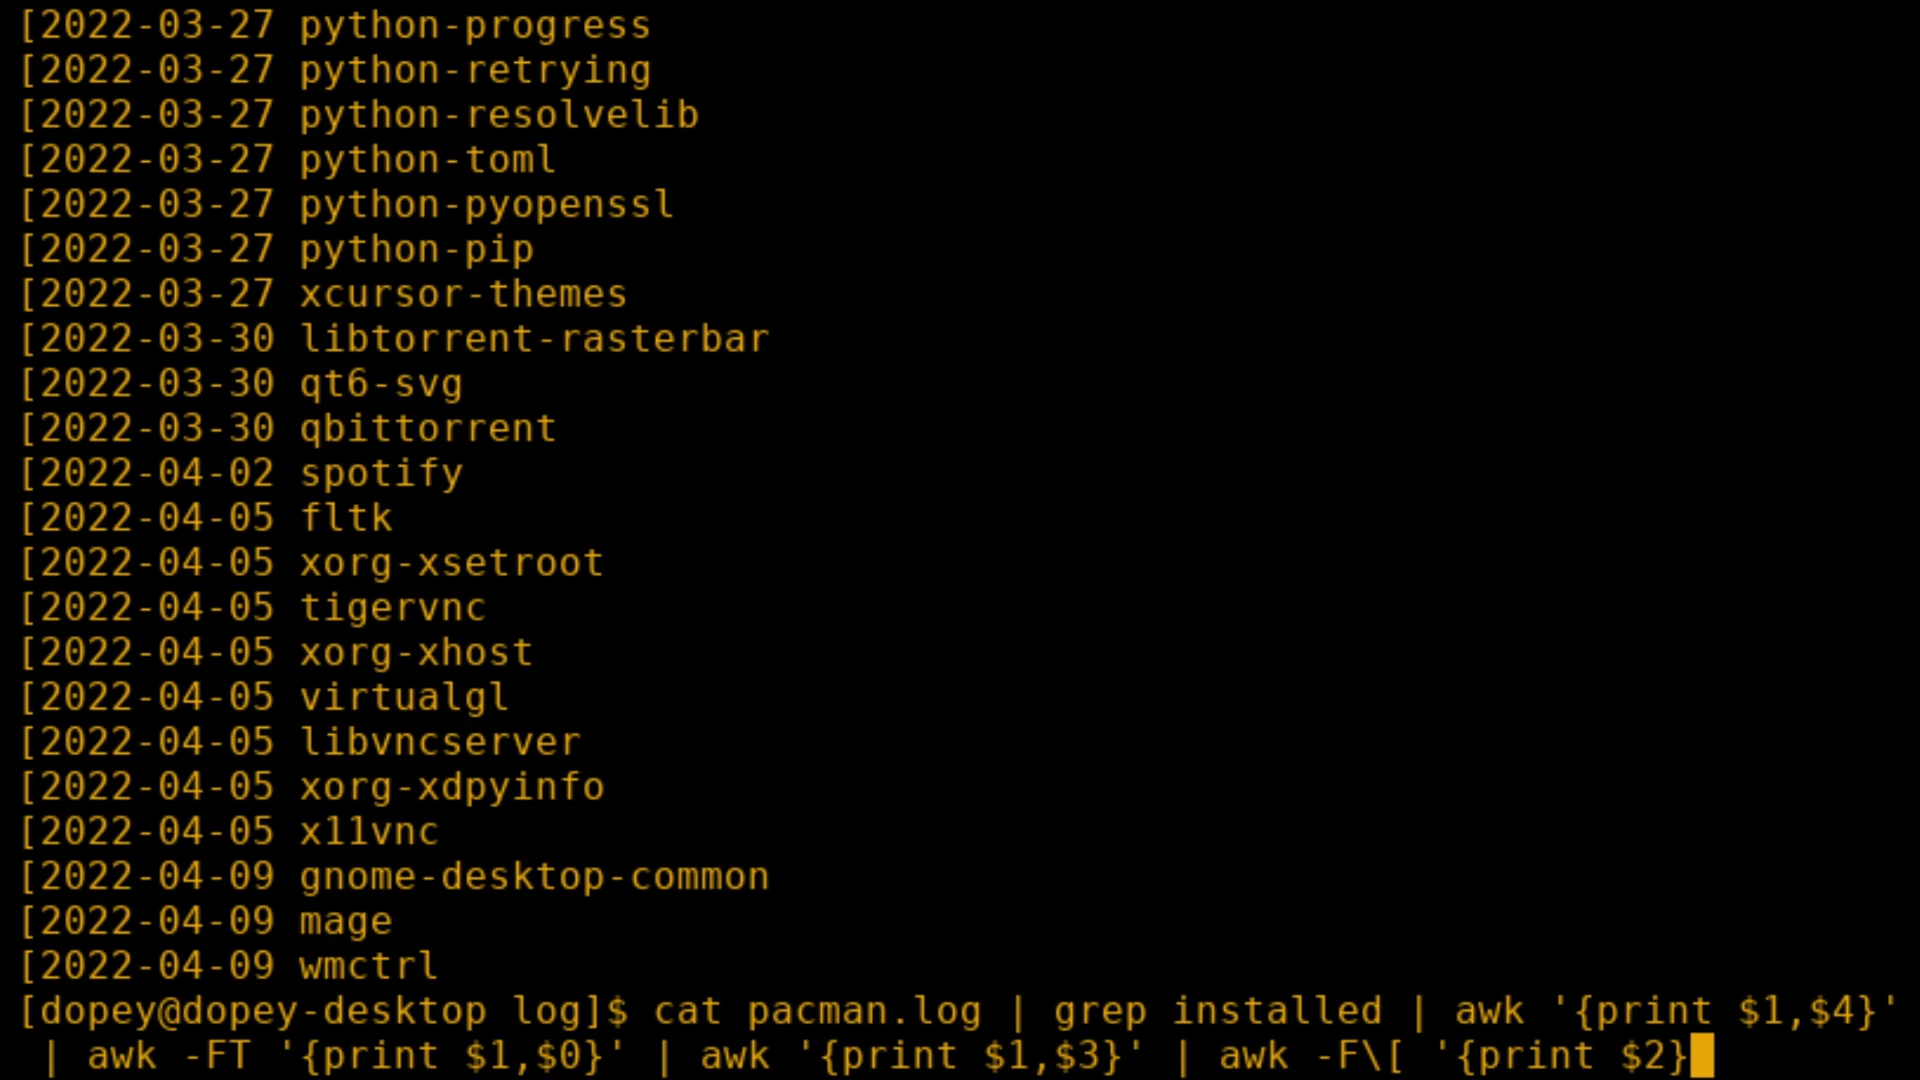 [2022-03-27 python-progress
[2022-03-27 python-retrying
[2022-03-27 python-resolvelib
[2022-03-27 python-toml
[2022-03-27 python-pyopenssl
[2022-03-27 python-pip
[2022-03-27 xcursor-themes
[2022-03-30 libtorrent-rasterbar
[2022-03-30 qt6-svg
[2022-03-30 qbittorrent
[2022-04-02 spotify
[2022-04-05 fltk
[2022-04-05 xorg-xsetroot
[2022-04-05 tigervnc
[2022-04-05 xorg-xhost
[2022-04-05 virtualgl
[2022-04-05 libvncserver
[2022-04-05 xorg-xdpyinfo
[2022-04-05 x11vnc
[2022-04-09 gnome-desktop-common
[2022-04-09 mage
[2022-04-09 wmctrl
[dopey@dopey-desktop log]$ cat pacman.log | grep installed | awk '{print $1,$4}'
 | awk -FT '{print $1,$0}' | awk '{print $1,$3}' | awk -F\[ '{print $2}